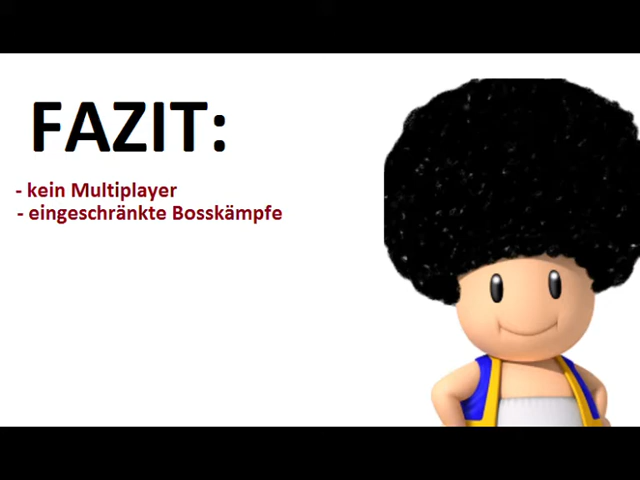 FAZIT:
- kein Multiplayer
- eingeschränkte Bosskämpfe